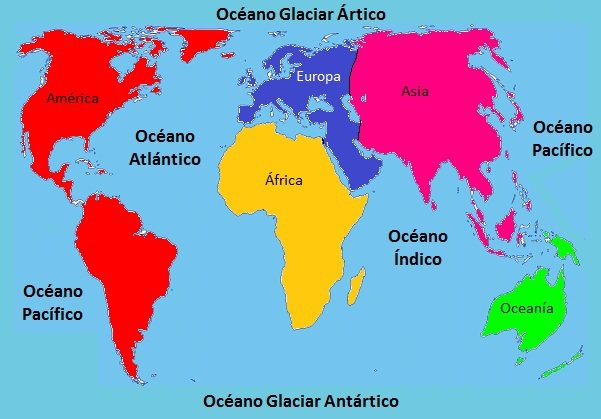 Océano Glaciar Ártico
Europa
América
Asia
Océano
Atlántico
Océano
Pacífico
África
Océano
Índico
Océano
Pacífico
Oceanía
Océano Glaciar Antártico